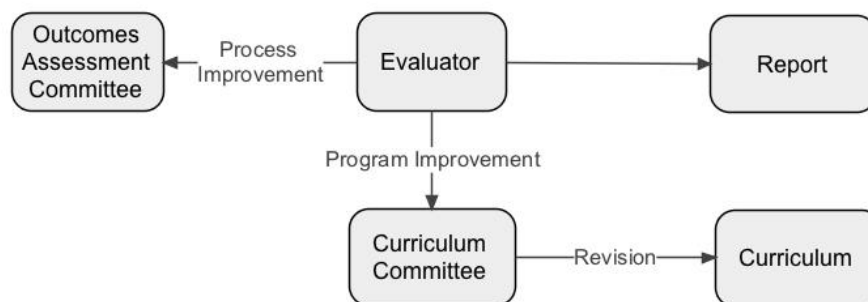 Outcomes
Assessment
Committee
Process
Improvement
Evaluator
Report
Program Improvement
Curriculum
Committee
Revision
Curriculum